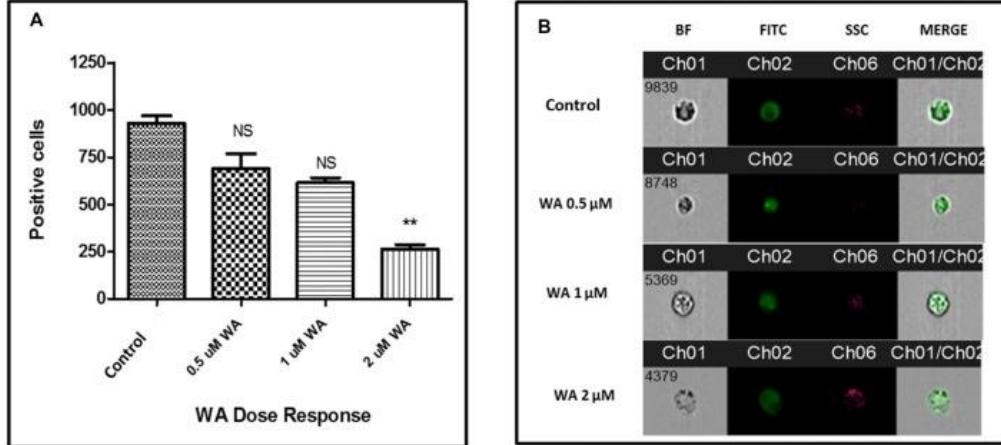 A
1250
1000
750
500
250
0
Positive cells
NS
NS
**
Control
0.5 uM WA
1 uM WA
2 uM WA
WA Dose Response
B
BF FITC SSC MERGE
Ch01 Ch02 Ch06 Ch01/Ch02
Control
9839
Ch01 Ch02 Ch06 Ch01/Ch02
WA 0.5 µM
8748
Ch01 Ch02 Ch06 Ch01/Ch02
WA 1 µM
5369
Ch01 Ch02 Ch06 Ch01/Ch02
WA 2 µM
4379